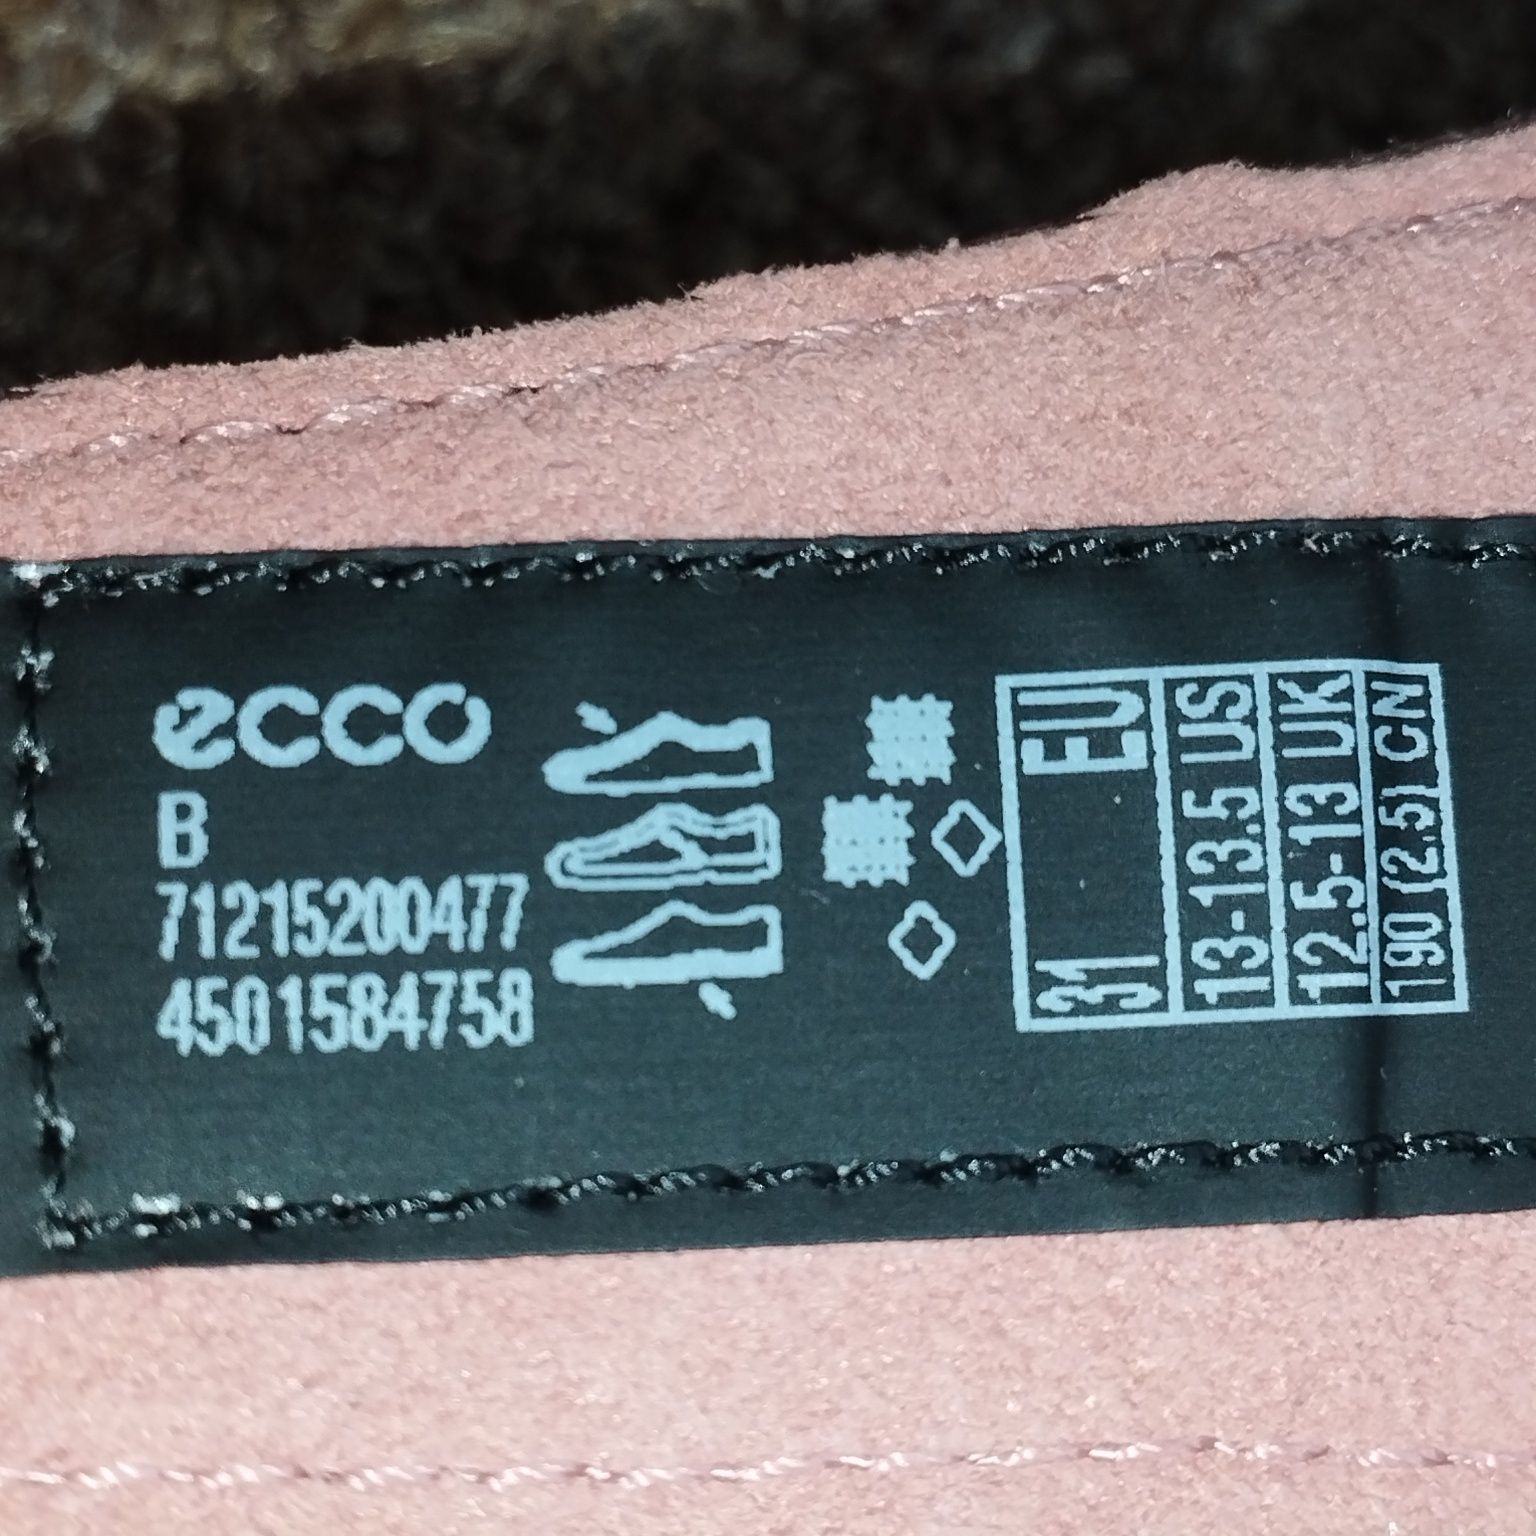 ecco
B
71215200477
4501584758
31 EU
13-13.5 US
12.5-13 UK
190 (2.5) CN